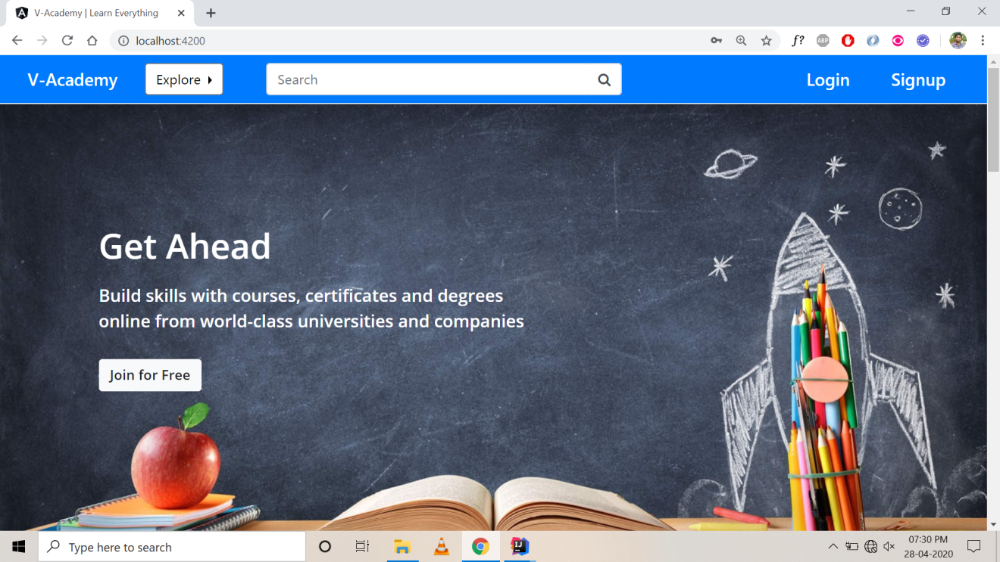 V-Academy | Learn Everything
localhost:4200
f?
ABP
V-Academy
Explore
Search
Login
Signup
Get Ahead
Build skills with courses, certificates and degrees
online from world-class universities and companies
Join for Free
Type here to search
IJ
07:30 PM
28-04-2020